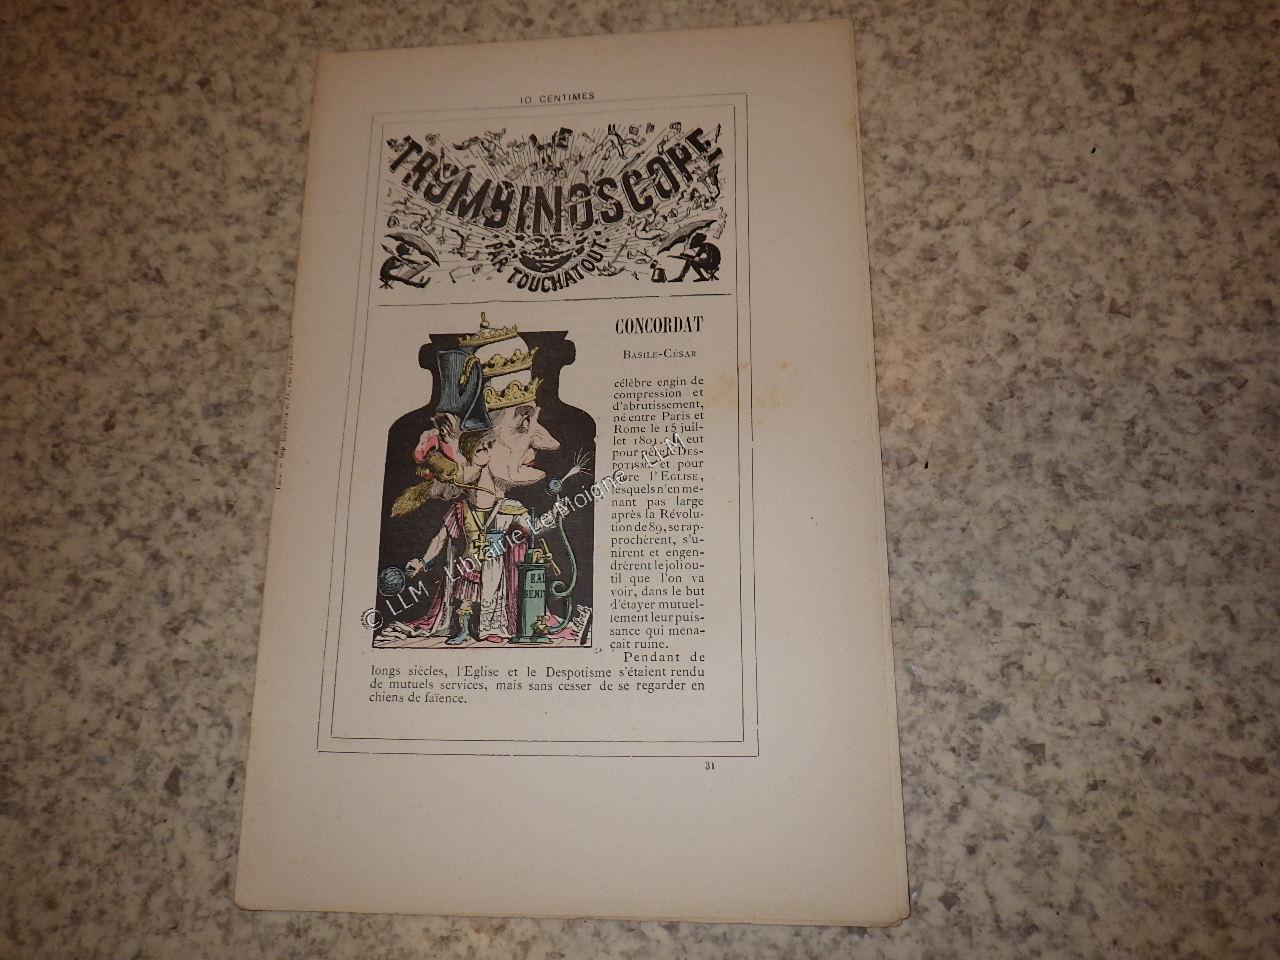 10 CENTIMES
LE
TROMBINOSCOPE
PAR TOUCHATOUT
CONCORDAT
BASILE-CÉSAR
célèbre engin de
compression et
d'abrutissement,
né entre Paris et
Rome le 15 juil-
let 1801. Il eut
pour père le DES-
POTISME et pour
mère l'EGLISE,
lesquels n'en me-
nant pas large
après la Révolu-
tion de 89, se rap-
prochèrent, s'u-
nirent et engen-
drèrent le joli ou-
til que l'on va
voir, dans le but
d'étayer mutuel-
lement leur puis-
sance qui mena-
çait ruine.
Pendant de
longs siècles, l'Eglise et le Despotisme s'étaient rendu
de mutuels services, mais sans cesser de se regarder en
chiens de faïence.
EAU
BÉNITE
31
© LLM - Librairie Le Moigne - LLM